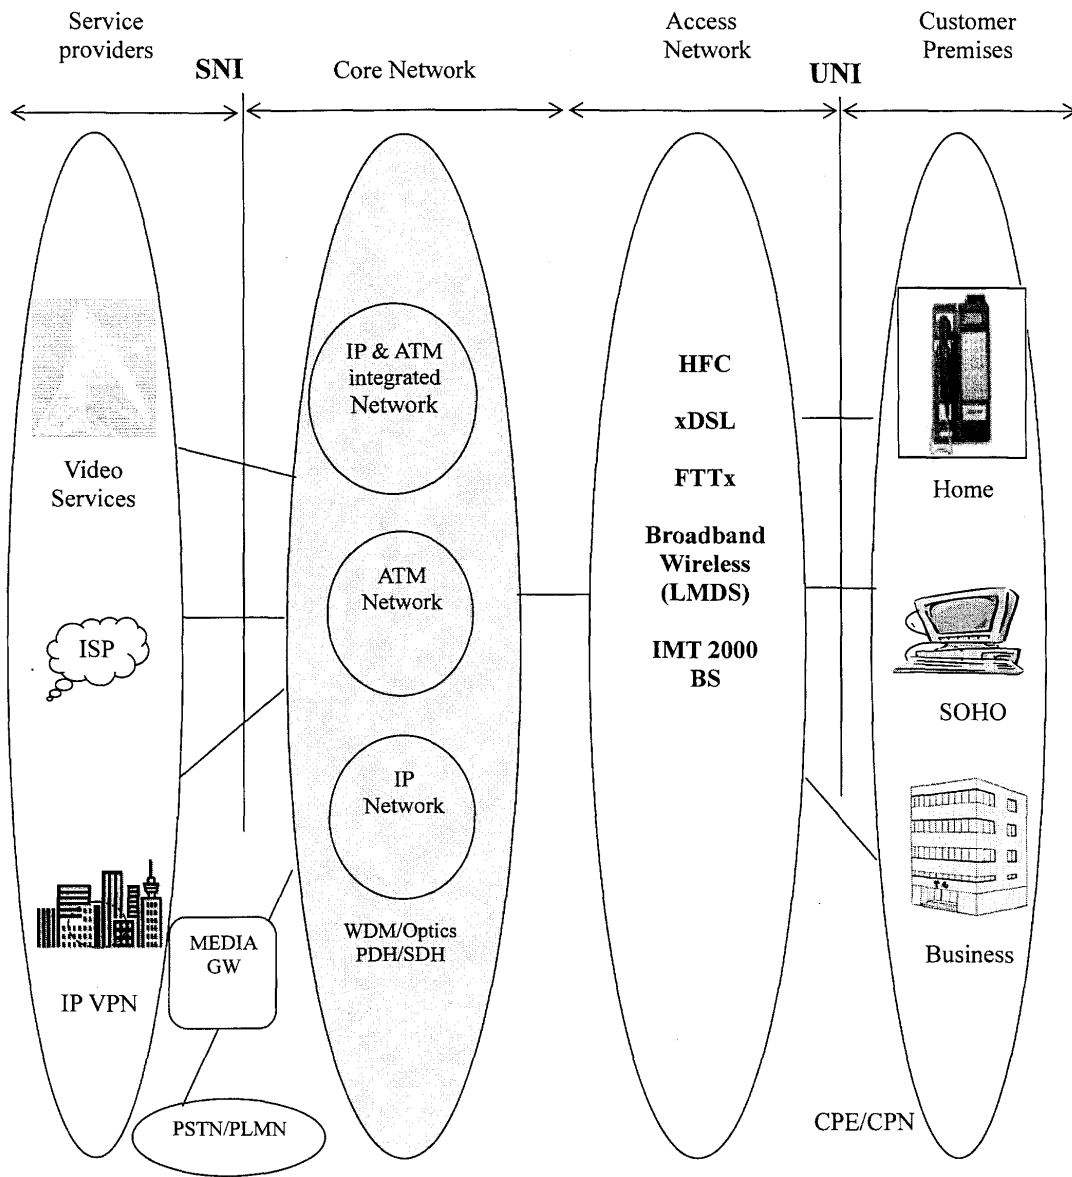 Service
providers
SNI
Core Network
Access
Network
UNI
Customer
Premises
Video
Services
ISP
IP VPN
MEDIA
GW
PSTN/PLMN
IP & ATM
integrated
Network
ATM
Network
IP
Network
WDM/Optics
PDH/SDH
HFC
xDSL
FTTx
Broadband
Wireless
(LMDS)
IMT 2000
BS
Home
SOHO
Business
CPE/CPN